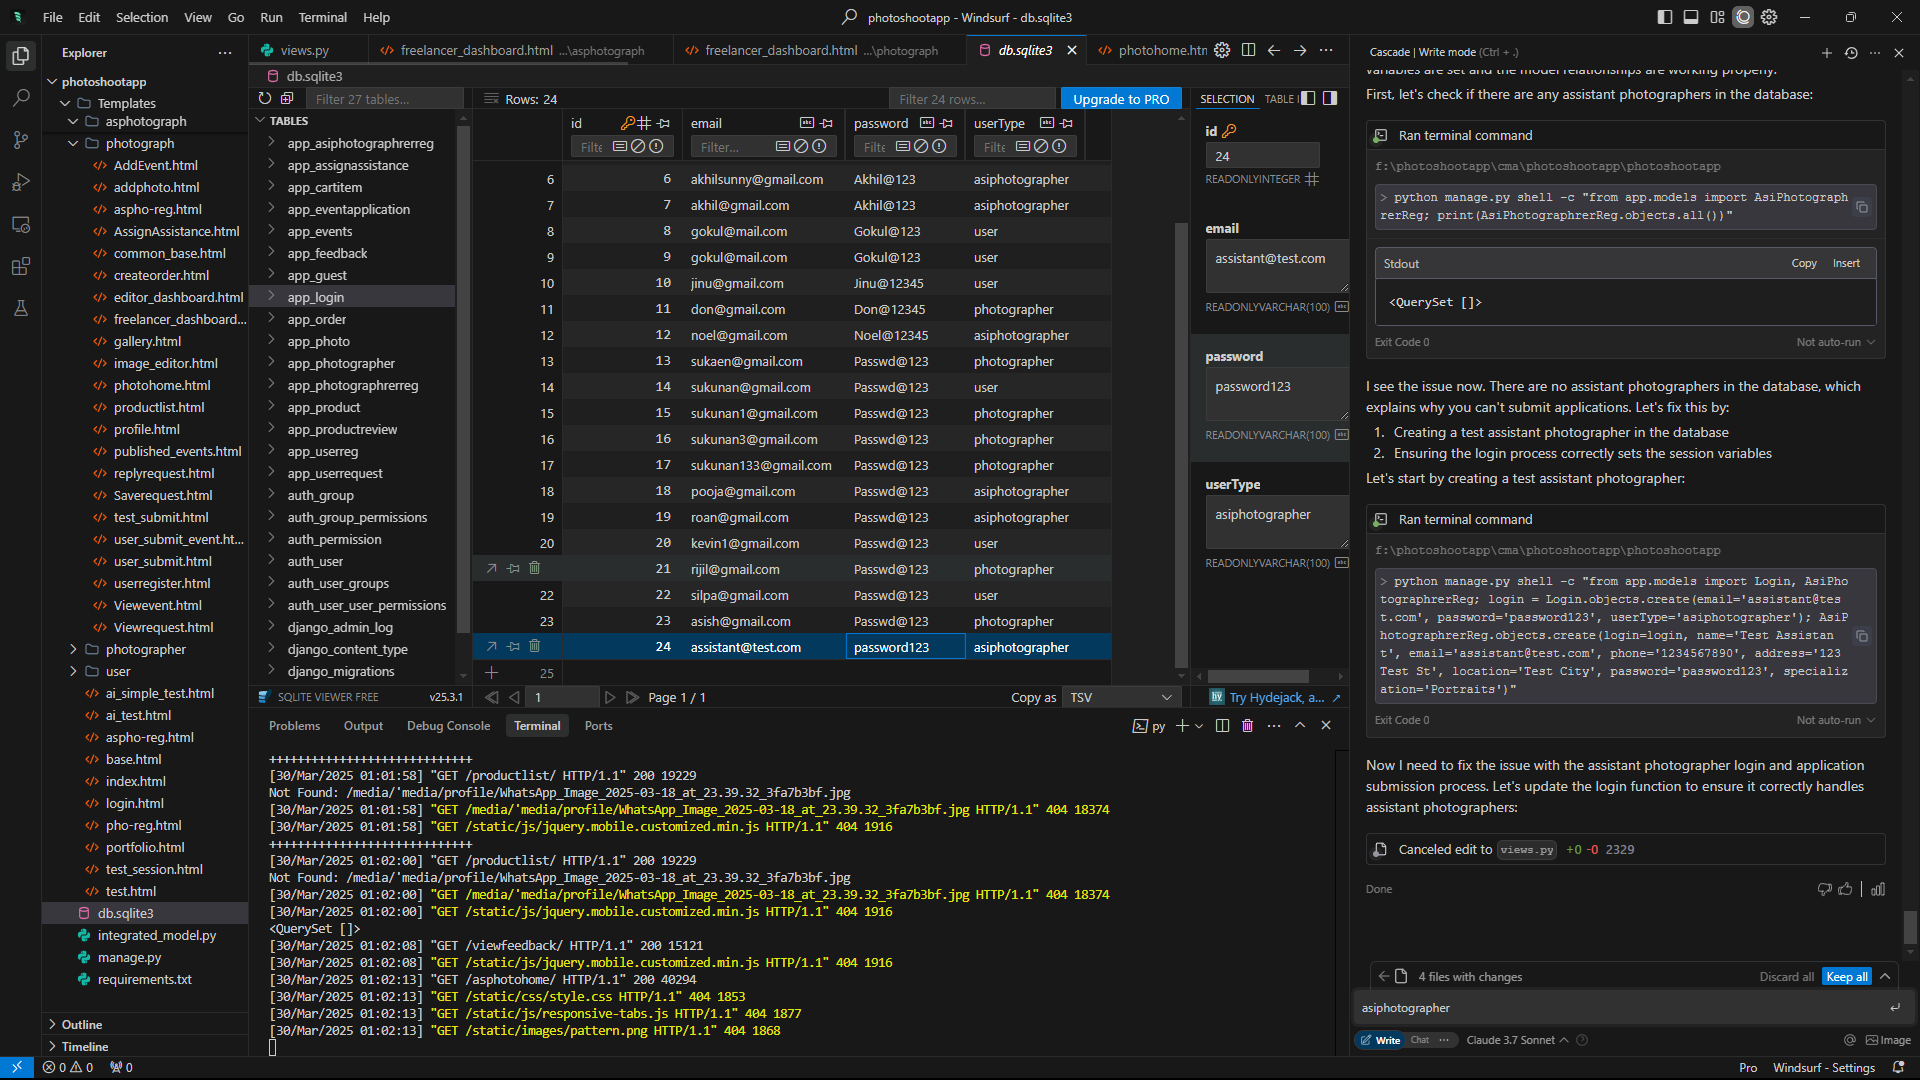 File Edit Selection View Go Run Terminal Help
photoshootapp - Windsurf - db.sqlite3
Explorer
photoshootapp
Templates
asphotograph
photograph
AddEvent.html
addphoto.html
aspho-reg.html
AssignAssistance.html
common_base.html
createorder.html
editor_dashboard.html
freelancer_dashboard...
gallery.html
image_editor.html
photohome.html
productlist.html
profile.html
published_events.html
replyrequest.html
Saverequest.html
test_submit.html
user_submit_event.ht...
user_submit.html
userregister.html
Viewevent.html
Viewrequest.html
photographer
user
ai_simple_test.html
ai_test.html
aspho-reg.html
base.html
index.html
login.html
pho-reg.html
portfolio.html
test_session.html
test.html
db.sqlite3
integrated_model.py
manage.py
requirements.txt
Outline
Timeline
views.py
freelancer_dashboard.html ...\asphotograph
freelancer_dashboard.html ...\photograph
db.sqlite3
photohome.htm
db.sqlite3
Filter 27 tables...
Rows: 24
Filter 24 rows...
Upgrade to PRO
TABLES
app_asiphotographrerreg
app_assignassistance
app_cartitem
app_eventapplication
app_events
app_feedback
app_guest
app_login
app_order
app_photo
app_photographer
app_photographrerreg
app_product
app_productreview
app_userreg
app_userrequest
auth_group
auth_group_permissions
auth_permission
auth_user
auth_user_groups
auth_user_user_permissions
django_admin_log
django_content_type
django_migrations
SQLITE VIEWER FREE v25.3.1
id email password userType
Filte Filter... Filte Filte
6 6 akhilsunny@gmail.com Akhil@123 asiphotographer
7 7 akhil@gmail.com Akhil@123 asiphotographer
8 8 gokul@mail.com Gokul@123 user
9 9 gokul@mail.com Gokul@123 user
10 10 jinu@gmail.com Jinu@12345 user
11 11 don@gmail.com Don@12345 photographer
12 12 noel@gmail.com Noel@12345 asiphotographer
13 13 sukaen@gmail.com Passwd@123 photographer
14 14 sukunan@gmail.com Passwd@123 user
15 15 sukunan1@gmail.com Passwd@123 photographer
16 16 sukunan3@gmail.com Passwd@123 photographer
17 17 sukunan133@gmail.com Passwd@123 photographer
18 18 pooja@gmail.com Passwd@123 asiphotographer
19 19 roan@gmail.com Passwd@123 asiphotographer
20 20 kevin1@gmail.com Passwd@123 user
21 rijil@gmail.com Passwd@123 photographer
22 22 silpa@gmail.com Passwd@123 user
23 23 asish@gmail.com Passwd@123 photographer
24 assistant@test.com password123 asiphotographer
25
1 Page 1 / 1
Copy as TSV
SELECTION TABLE I
id
24
READONLYINTEGER
email
assistant@test.com
READONLYVARCHAR(100)
password
password123
READONLYVARCHAR(100)
userType
asiphotographer
READONLYVARCHAR(100)
Try Hydejack, a...
Problems Output Debug Console Terminal Ports
py
++++++++++++++++++++++++++++
[30/Mar/2025 01:01:58] "GET /productlist/ HTTP/1.1" 200 19229
Not Found: /media/'media/profile/WhatsApp_Image_2025-03-18_at_23.39.32_3fa7b3bf.jpg
[30/Mar/2025 01:01:58] "GET /media/'media/profile/WhatsApp_Image_2025-03-18_at_23.39.32_3fa7b3bf.jpg HTTP/1.1" 404 18374
[30/Mar/2025 01:01:58] "GET /static/js/jquery.mobile.customized.min.js HTTP/1.1" 404 1916
++++++++++++++++++++++++++++
[30/Mar/2025 01:02:00] "GET /productlist/ HTTP/1.1" 200 19229
Not Found: /media/'media/profile/WhatsApp_Image_2025-03-18_at_23.39.32_3fa7b3bf.jpg
[30/Mar/2025 01:02:00] "GET /media/'media/profile/WhatsApp_Image_2025-03-18_at_23.39.32_3fa7b3bf.jpg HTTP/1.1" 404 18374
[30/Mar/2025 01:02:00] "GET /static/js/jquery.mobile.customized.min.js HTTP/1.1" 404 1916
<QuerySet []>
[30/Mar/2025 01:02:08] "GET /viewfeedback/ HTTP/1.1" 200 15121
[30/Mar/2025 01:02:08] "GET /static/js/jquery.mobile.customized.min.js HTTP/1.1" 404 1916
[30/Mar/2025 01:02:13] "GET /asphotohome/ HTTP/1.1" 200 40294
[30/Mar/2025 01:02:13] "GET /static/css/style.css HTTP/1.1" 404 1853
[30/Mar/2025 01:02:13] "GET /static/js/responsive-tabs.js HTTP/1.1" 404 1877
[30/Mar/2025 01:02:13] "GET /static/images/pattern.png HTTP/1.1" 404 1868
Cascade | Write mode (Ctrl + .)
variables are set and the model relationships are working properly.
First, let's check if there are any assistant photographers in the database:
Ran terminal command
f:\photoshootapp\cma\photoshootapp\photoshootapp
> python manage.py shell -c "from app.models import AsiPhotograph
rerReg; print(AsiPhotographrerReg.objects.all())"
Stdout Copy Insert
<QuerySet []>
Exit Code 0 Not auto-run
I see the issue now. There are no assistant photographers in the database, which
explains why you can't submit applications. Let's fix this by:
1. Creating a test assistant photographer in the database
2. Ensuring the login process correctly sets the session variables
Let's start by creating a test assistant photographer:
Ran terminal command
f:\photoshootapp\cma\photoshootapp\photoshootapp
> python manage.py shell -c "from app.models import Login, AsiPho
tographrerReg; login = Login.objects.create(email='assistant@tes
t.com', password='password123', userType='asiphotographer'); AsiP
hotographrerReg.objects.create(login=login, name='Test Assistan
t', email='assistant@test.com', phone='1234567890', address='123
Test St', location='Test City', password='password123', specializ
ation='Portraits')"
Exit Code 0 Not auto-run
Now I need to fix the issue with the assistant photographer login and application
submission process. Let's update the login function to ensure it correctly handles
assistant photographers:
Canceled edit to views.py +0 -0 2329
Done
4 files with changes Discard all Keep all
asiphotographer
Write Chat ... Claude 3.7 Sonnet Image
0 0 0
Pro Windsurf - Settings